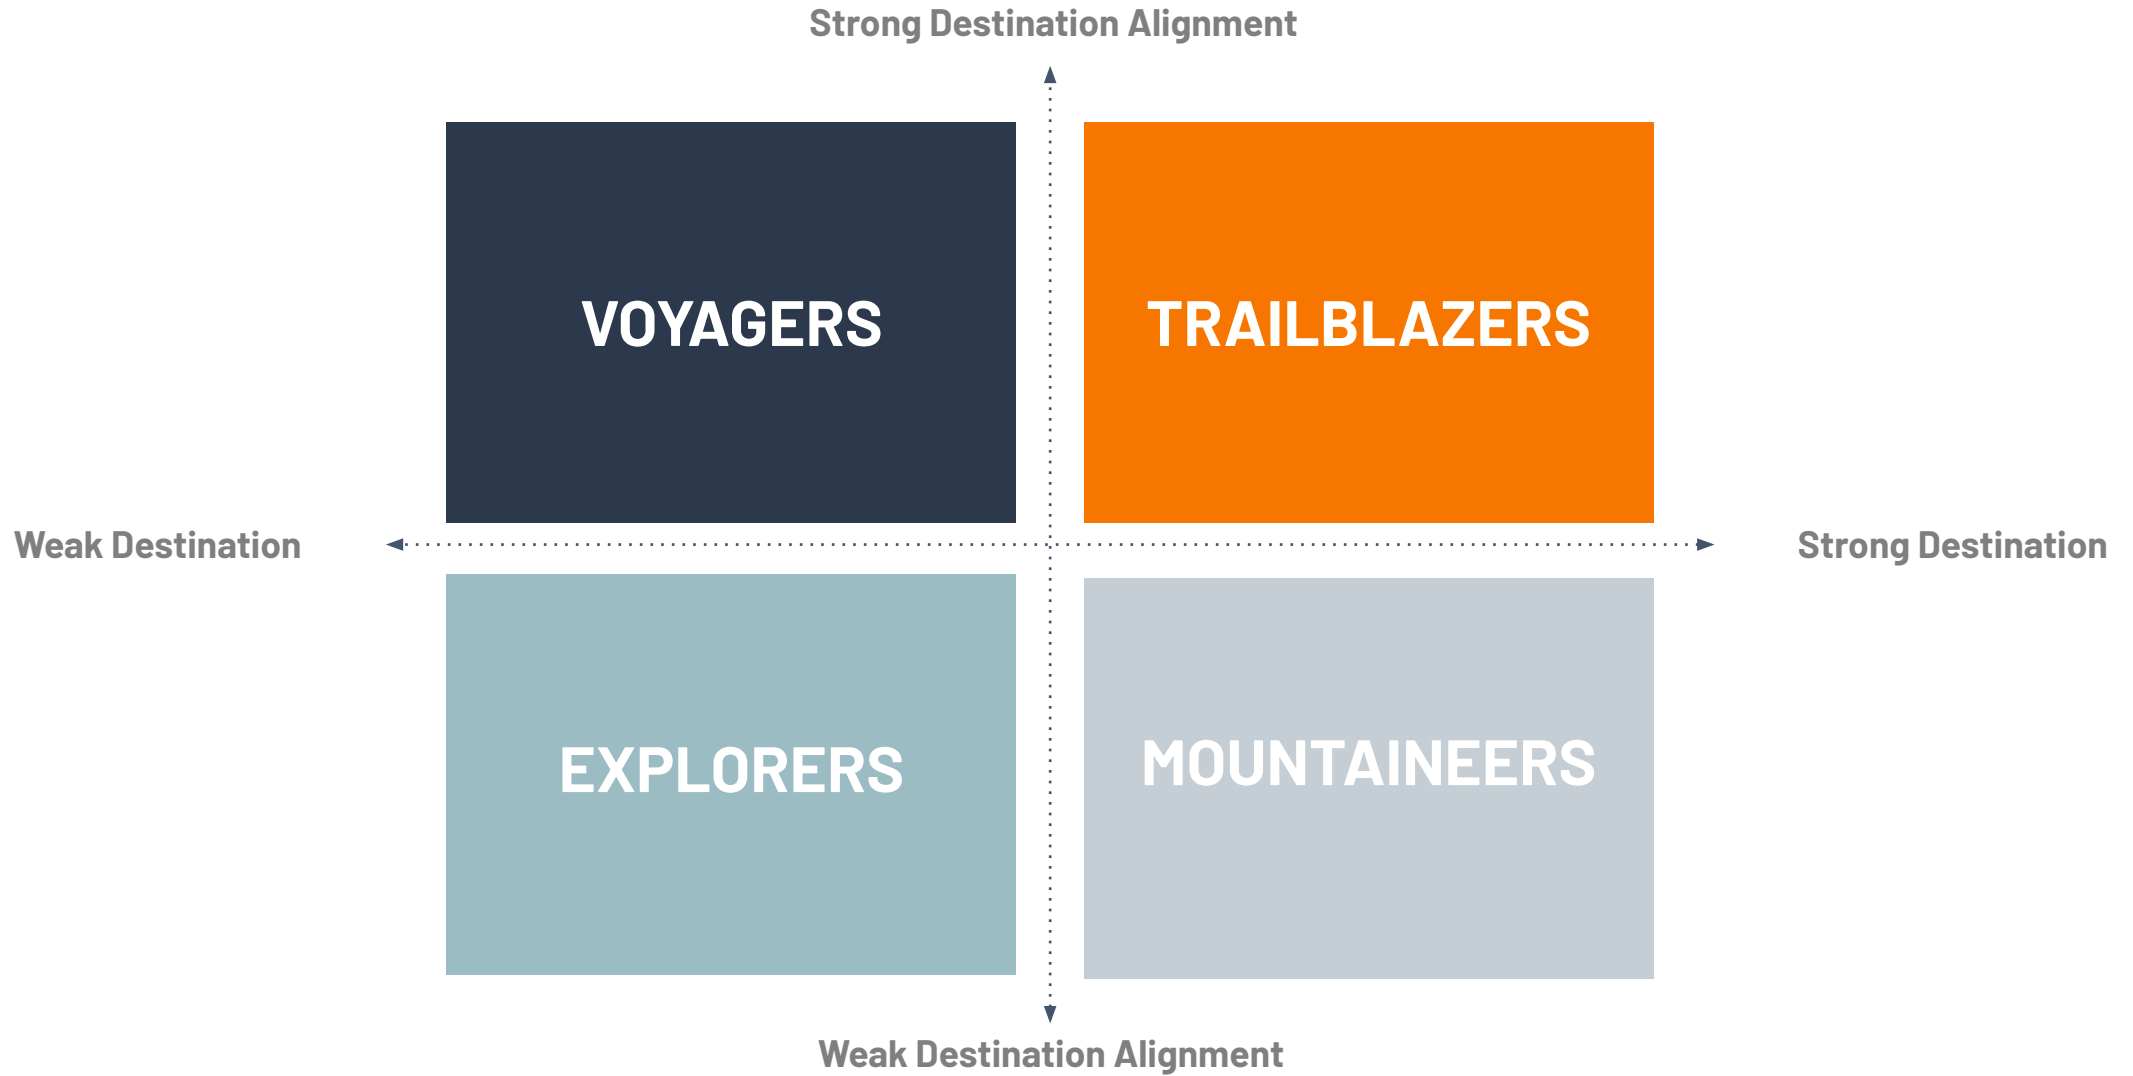 Strong Destination Alignment
VOYAGERS
TRAILBLAZERS
Weak Destination
Strong Destination
EXPLORERS
MOUNTAINEERS
Weak Destination Alignment